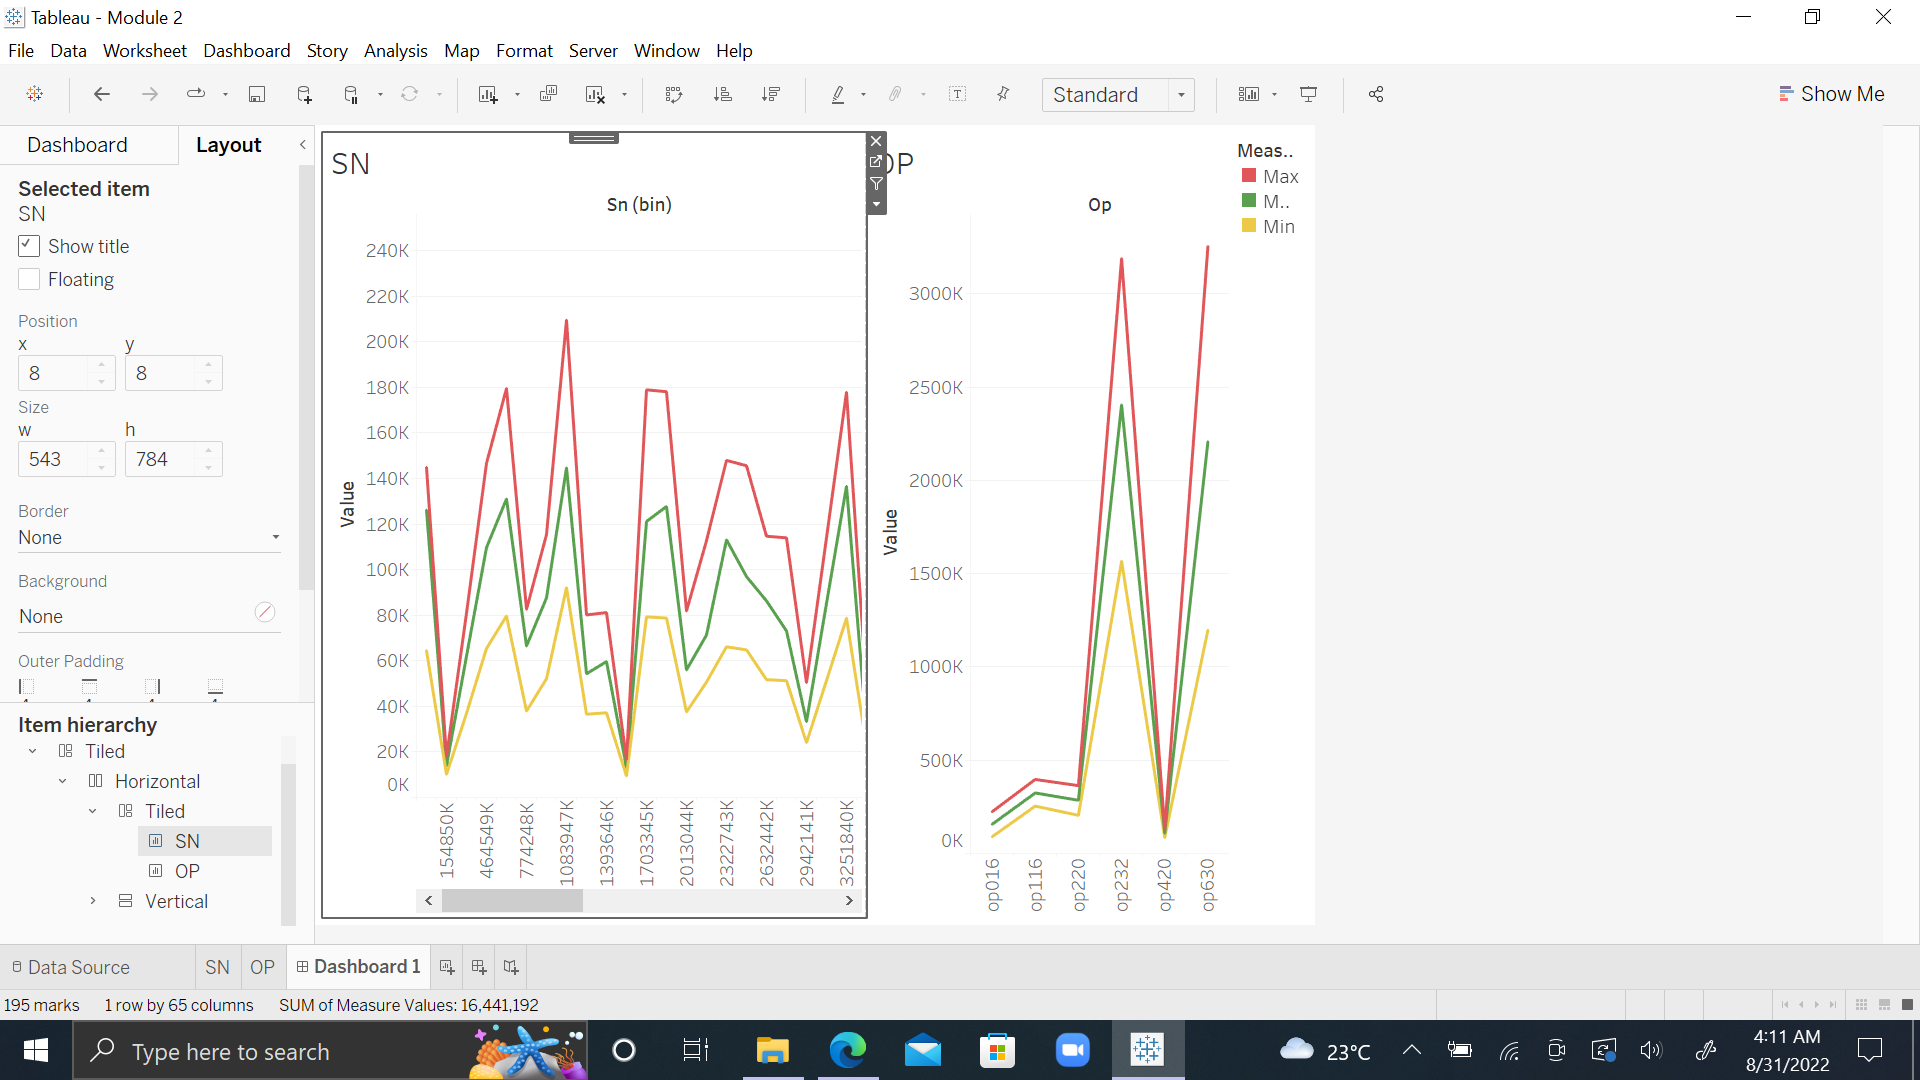 Tableau - Module 2
File Data Worksheet Dashboard Story Analysis Map Format Server Window Help
Standard
Show Me
Dashboard
Layout
Selected item
SN
Show title
Floating
Position
x y
8 8
Size
w h
543 784
Border
None
Background
None
Outer Padding
Item hierarchy
Tiled
Horizontal
Tiled
SN
OP
Vertical
SN
Sn (bin)
240K
220K
200K
180K
160K
140K
120K
100K
80K
60K
40K
20K
0K
Value
154850K
464549K
774248K
1083947K
1393646K
1703345K
2013044K
2322743K
2632442K
2942141K
3251840K
OP
Op
3000K
2500K
2000K
1500K
1000K
500K
0K
Value
op016
op116
op220
op232
op420
op630
Meas..
Max
M..
Min
Data Source SN OP Dashboard 1
195 marks 1 row by 65 columns SUM of Measure Values: 16,441,192
Type here to search
23°C
4:11 AM
8/31/2022